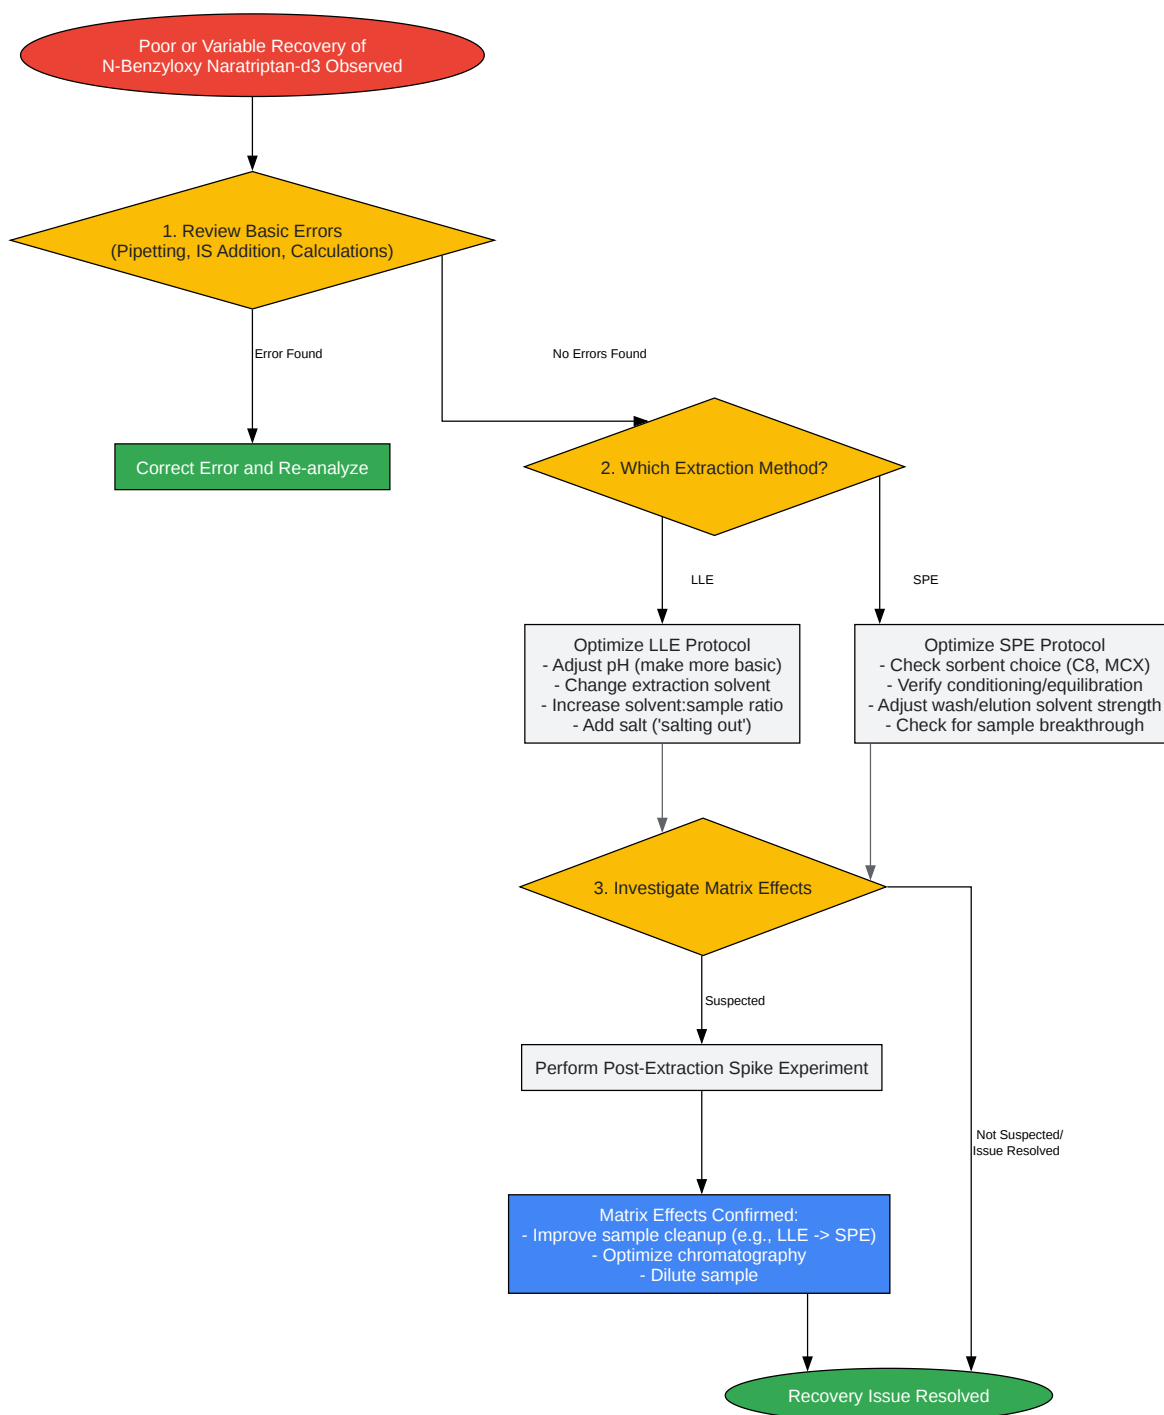 Poor or Variable Recovery of
N-Benzyloxy Naratriptan-d3 Observed
1. Review Basic Errors
(Pipetting, IS Addition, Calculations)
Error Found
No Errors Found
Correct Error and Re-analyze
2. Which Extraction Method?
LLE
SPE
Optimize LLE Protocol
- Adjust pH (make more basic)
- Change extraction solvent
- Increase solvent:sample ratio
- Add salt ('salting out')
Optimize SPE Protocol
- Check sorbent choice (C8, MCX)
- Verify conditioning/equilibration
- Adjust wash/elution solvent strength
- Check for sample breakthrough
3. Investigate Matrix Effects
Suspected
Perform Post-Extraction Spike Experiment
Not Suspected/
Issue Resolved
Matrix Effects Confirmed:
- Improve sample cleanup (e.g., LLE -> SPE)
- Optimize chromatography
- Dilute sample
Recovery Issue Resolved